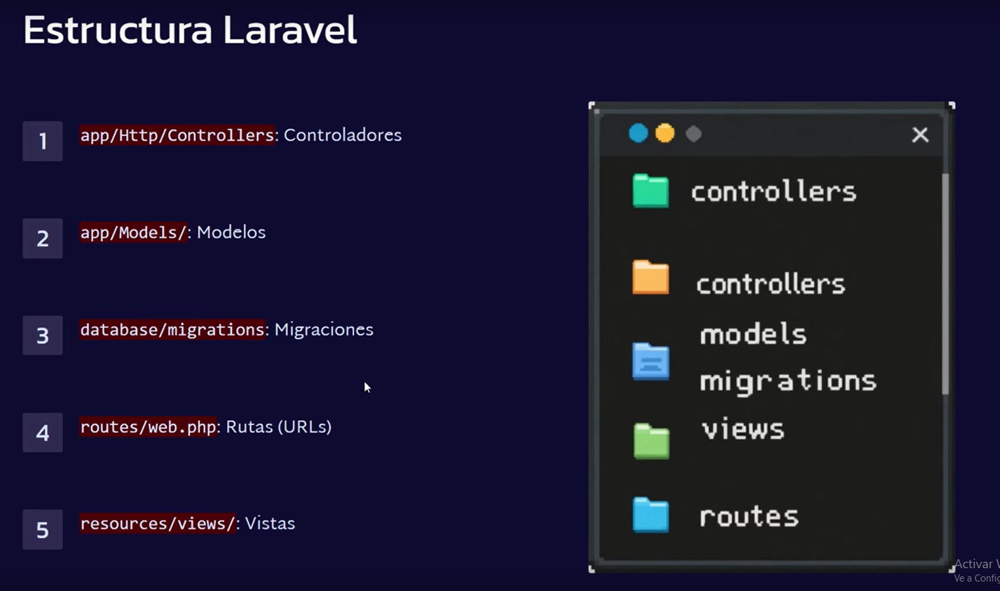 Estructura Laravel
1
app/Http/Controllers: Controladores
2
app/Models/: Modelos
3
database/migrations: Migraciones
4
routes/web.php: Rutas (URLs)
5
resources/views/: Vistas
controllers
controllers
models
migrations
views
routes
Activar
Ve a Config